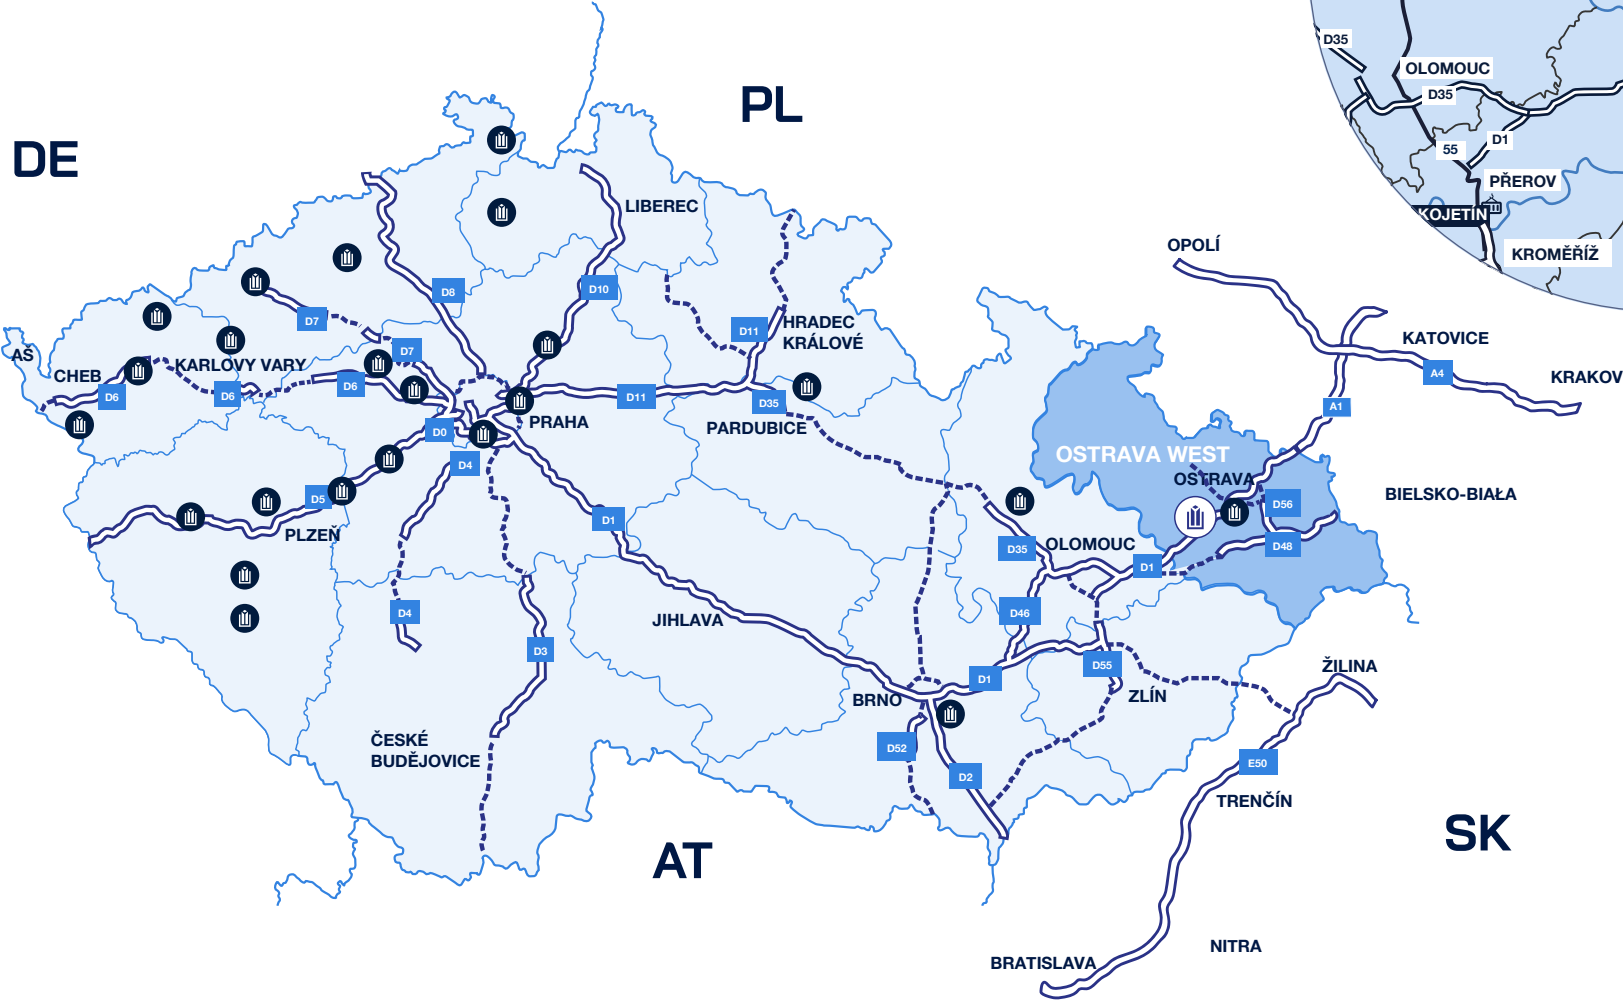 D35
OLOMOUC
D35
D1
55
PŘEROV
KOJETÍN
KROMĚŘÍŽ
PL
DE
LIBEREC
OPOLÍ
D8
D10
D7
D11
HRADEC
KRÁLOVÉ
KATOVICE
AŠ
D7
KARLOVY VARY
CHEB
A4
KRAKOV
D6
D6
D6
D11
D35
A1
PRAHA
PARDUBICE
D0
D4
OSTRAVA WEST
OSTRAVA
D5
BIELSKO-BIAŁA
D56
PLZEŇ
D1
D35
OLOMOUC
D48
D1
D4
D46
JIHLAVA
D3
D55
ŽILINA
D1
BRNO
ZLÍN
ČESKÉ
BUDĚJOVICE
D52
E50
D2
TRENČÍN
AT
SK
NITRA
BRATISLAVA